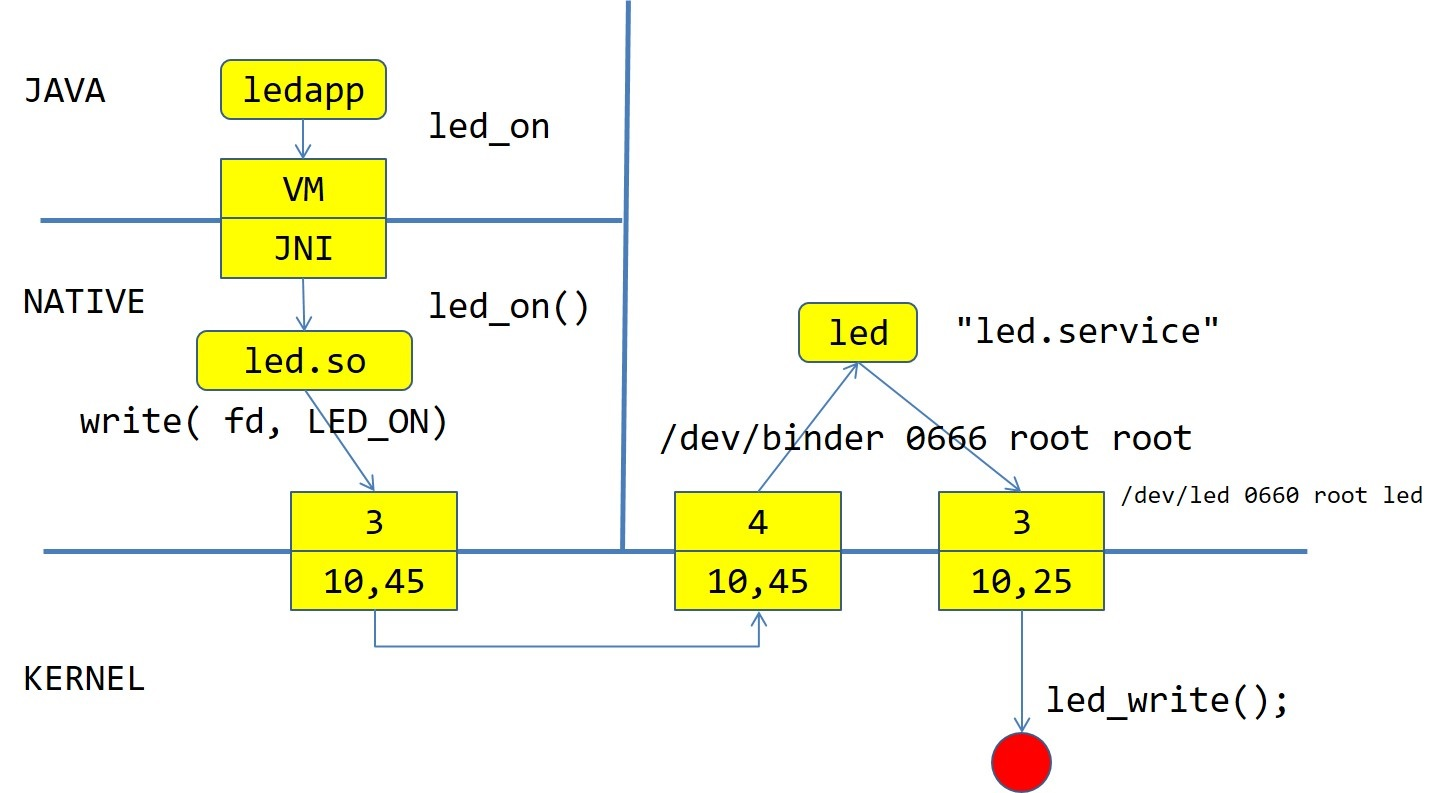 JAVA
ledapp
led_on
VM
JNI
NATIVE
led_on()
led.so
write( fd, LED_ON)
3
10,45
KERNEL
led
"led.service"
/dev/binder 0666 root root
/dev/led 0660 root led
4
10,45
3
10,25
led_write();